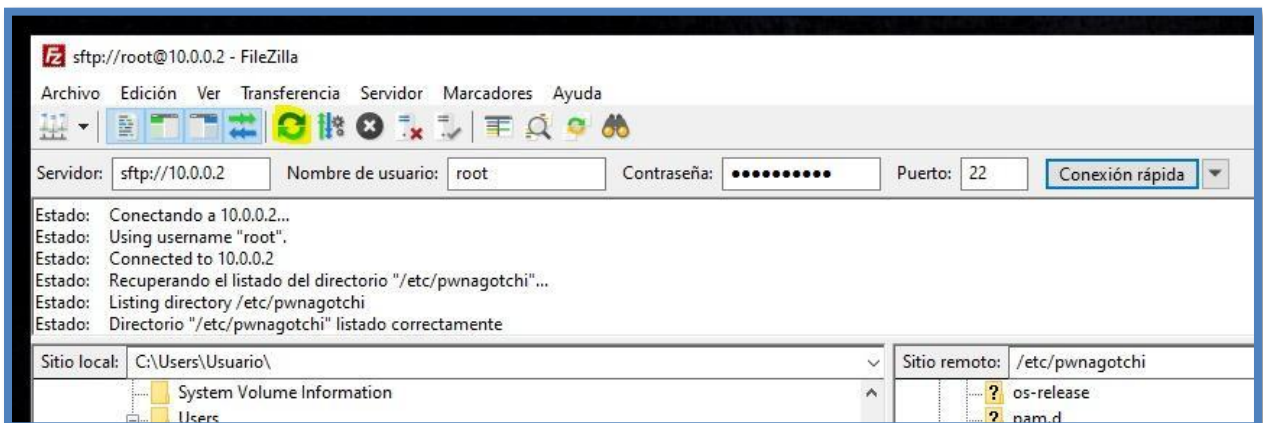 sftp://root@10.0.0.2 - FileZilla
Archivo Edición Ver Transferencia Servidor Marcadores Ayuda
Servidor: sftp://10.0.0.2 Nombre de usuario: root Contraseña: ●●●●●●●●●● Puerto: 22 Conexión rápida
Estado: Conectando a 10.0.0.2...
Estado: Using username "root".
Estado: Connected to 10.0.0.2
Estado: Recuperando el listado del directorio "/etc/pwnagotchi"...
Estado: Listing directory /etc/pwnagotchi
Estado: Directorio "/etc/pwnagotchi" listado correctamente
Sitio local: C:\Users\Usuario\ Sitio remoto: /etc/pwnagotchi
System Volume Information os-release
Users pam.d